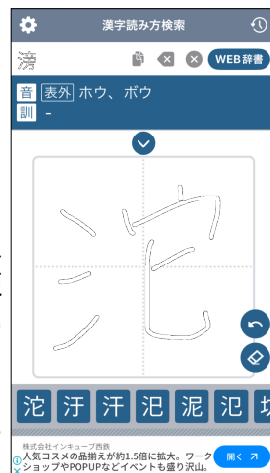 漢字読み方検索
滂 WEB辞書
音 表外 ホウ、ボウ
訓 -
沱
沱 汙 汗 汜 泥 氾
株式会社インキューブ西鉄
人気コスメの品揃えが約1.5倍に拡大。ワーク
ショップやPOPUPなどイベントも盛り沢山。
開く